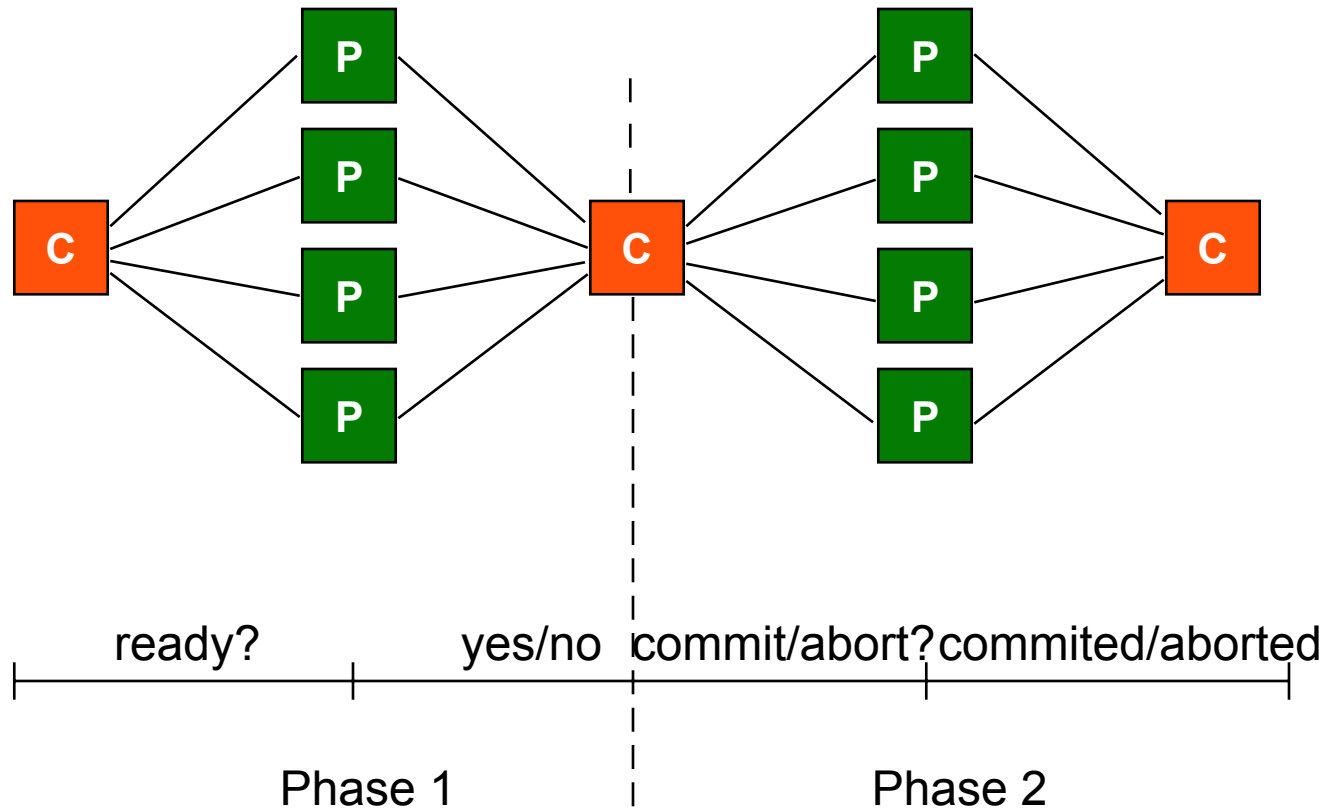 P P
P P
C C C
P P
P P
ready? yes/no commit/abort? commited/aborted
Phase 1 Phase 2